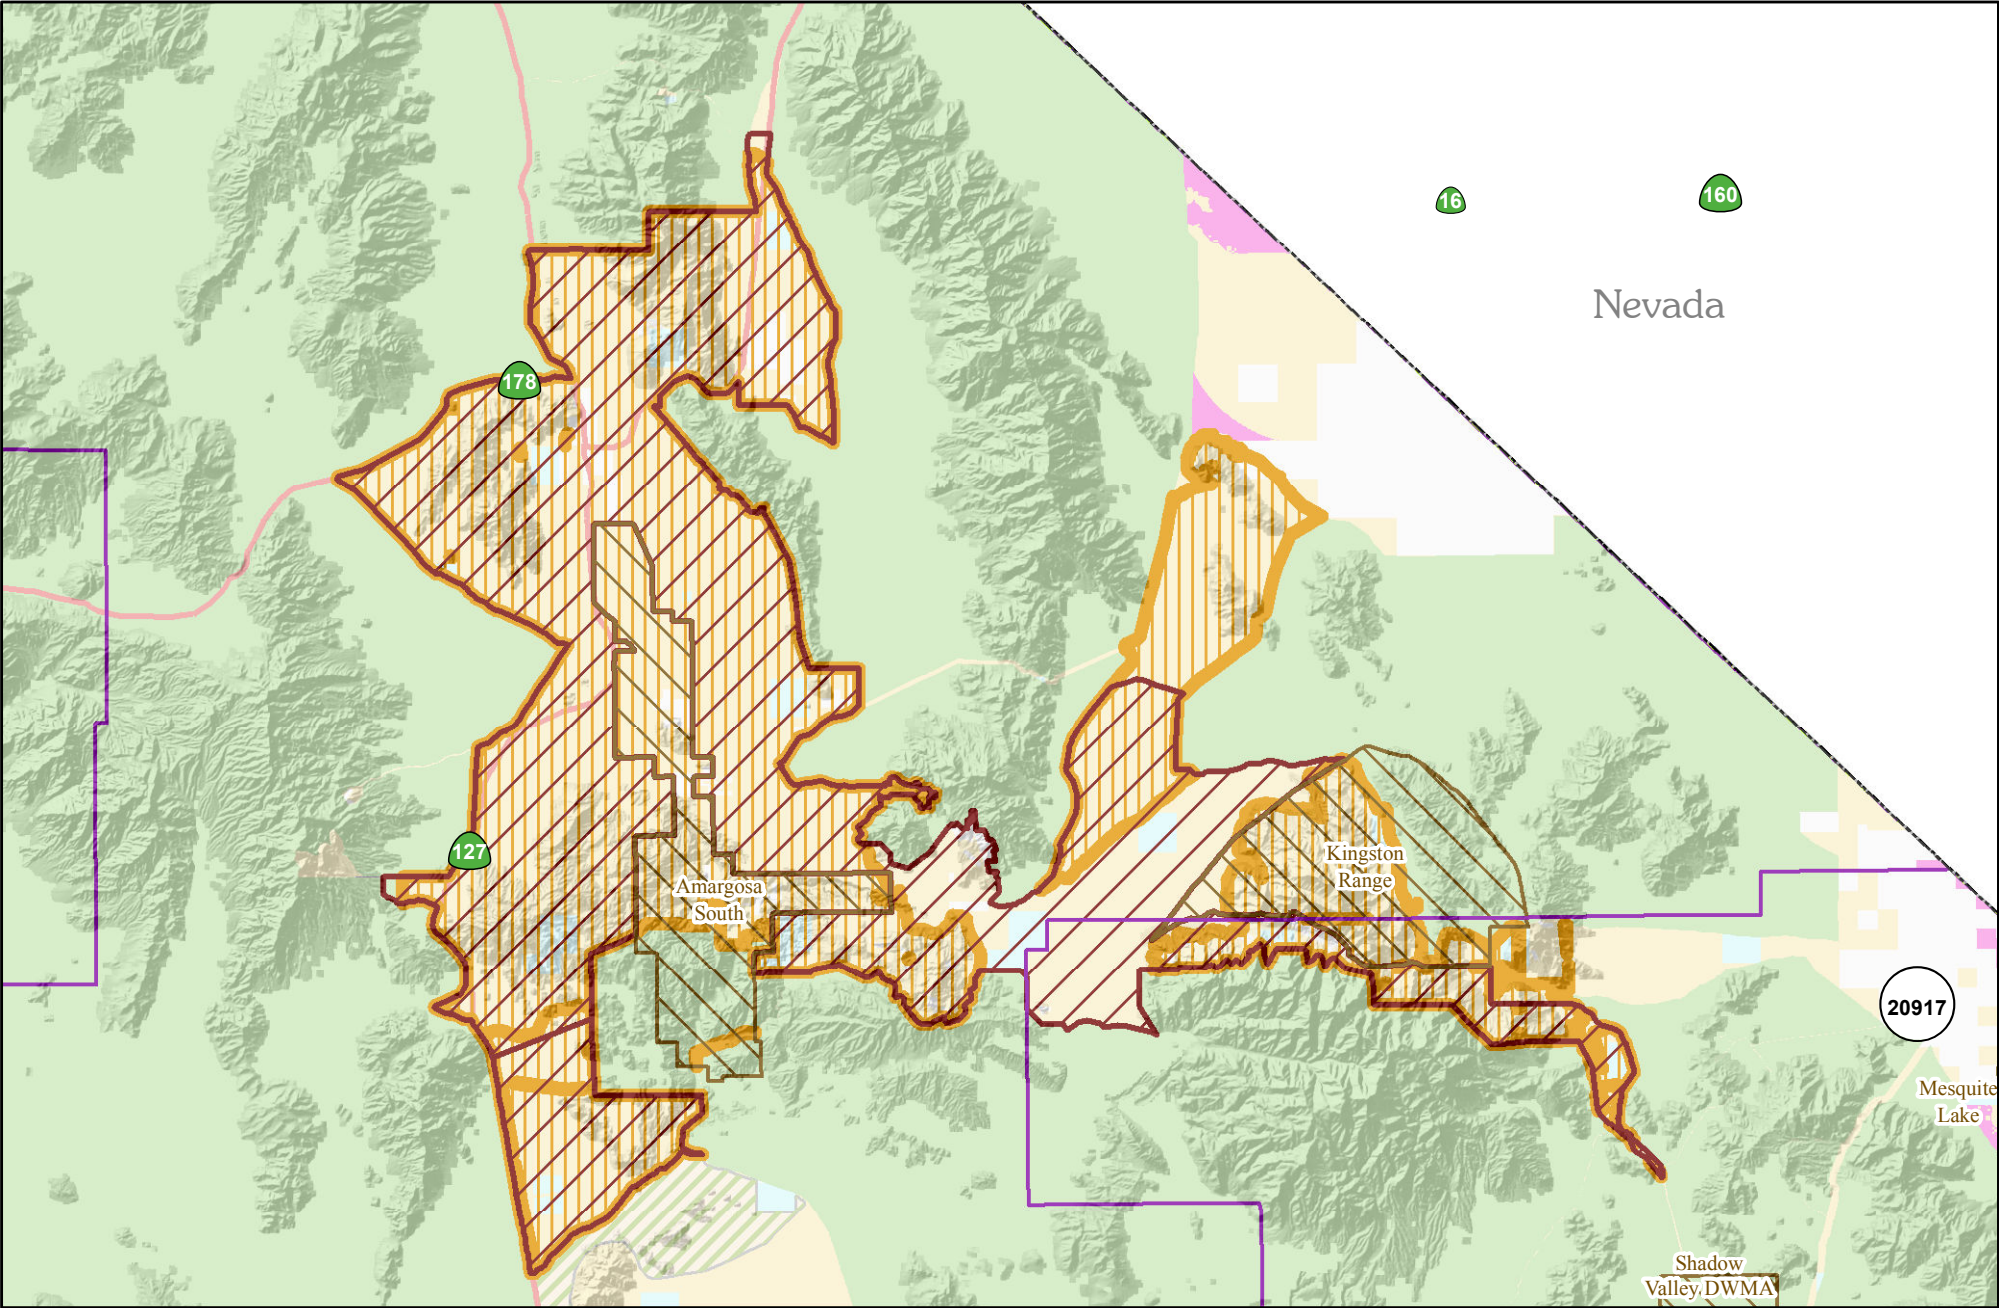 16
160
Nevada
178
127
Kingston
Range
Amargosa
South
20917
Mesquite
Lake
Shadow
Valley DWMA